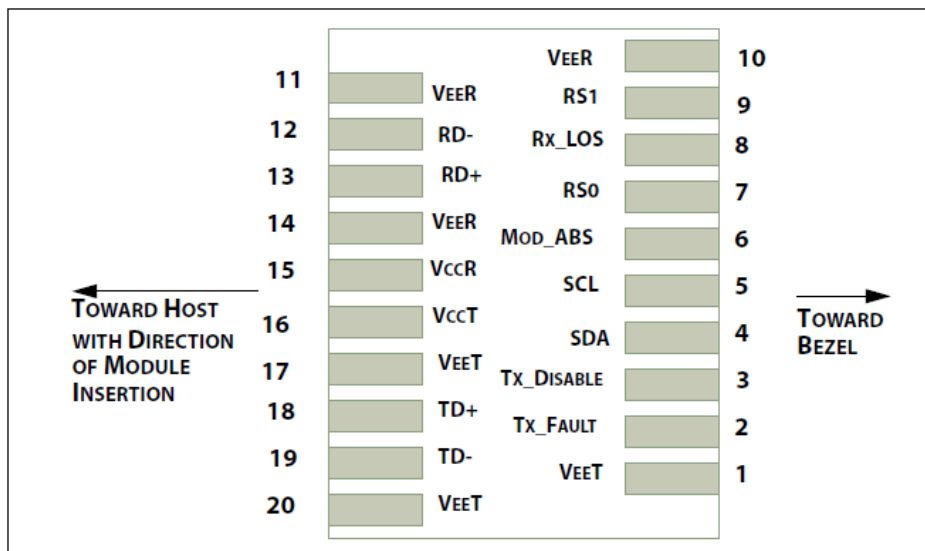 VEER 10
11 VEER
RS1 9
12 RD-
Rx_LOS 8
13 RD+
RS0 7
14 VEER
MOD_ABS 6
15 VCCR
SCL 5
TOWARD HOST
WITH DIRECTION
OF MODULE
INSERTION
16 VCCT
SDA 4
TOWARD
BEZEL
17 VEET
TX_DISABLE 3
18 TD+
TX_FAULT 2
19 TD-
VEET 1
20 VEET